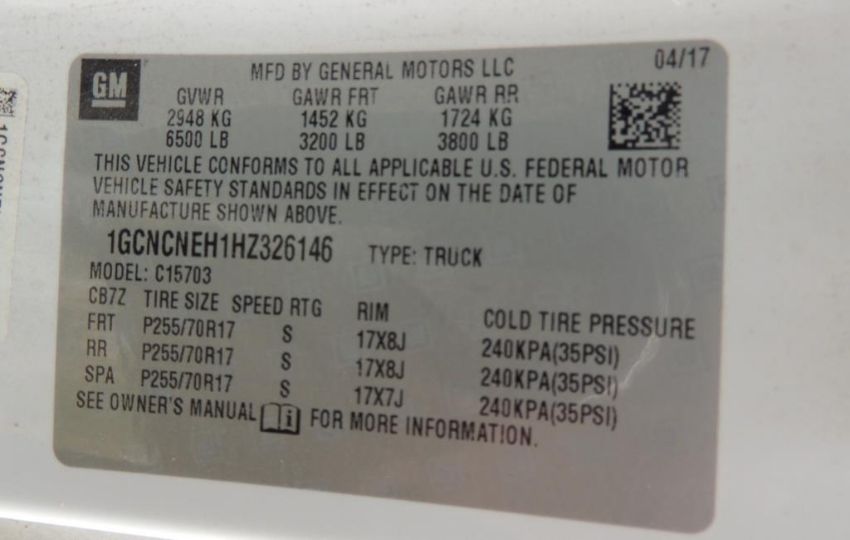 GM
MFD BY GENERAL MOTORS LLC 04/17
GVWR GAWR FRT GAWR RR
2948 KG 1452 KG 1724 KG
6500 LB 3200 LB 3800 LB
THIS VEHICLE CONFORMS TO ALL APPLICABLE U.S. FEDERAL MOTOR
VEHICLE SAFETY STANDARDS IN EFFECT ON THE DATE OF
MANUFACTURE SHOWN ABOVE.
1GCNCNEH1HZ326146 TYPE: TRUCK
MODEL: C15703
CB7Z TIRE SIZE SPEED RTG RIM COLD TIRE PRESSURE
FRT P255/70R17 S 17X8J 240KPA(35PSI)
RR P255/70R17 S 17X8J 240KPA(35PSI)
SPA P255/70R17 S 17X7J 240KPA(35PSI)
SEE OWNER'S MANUAL FOR MORE INFORMATION.